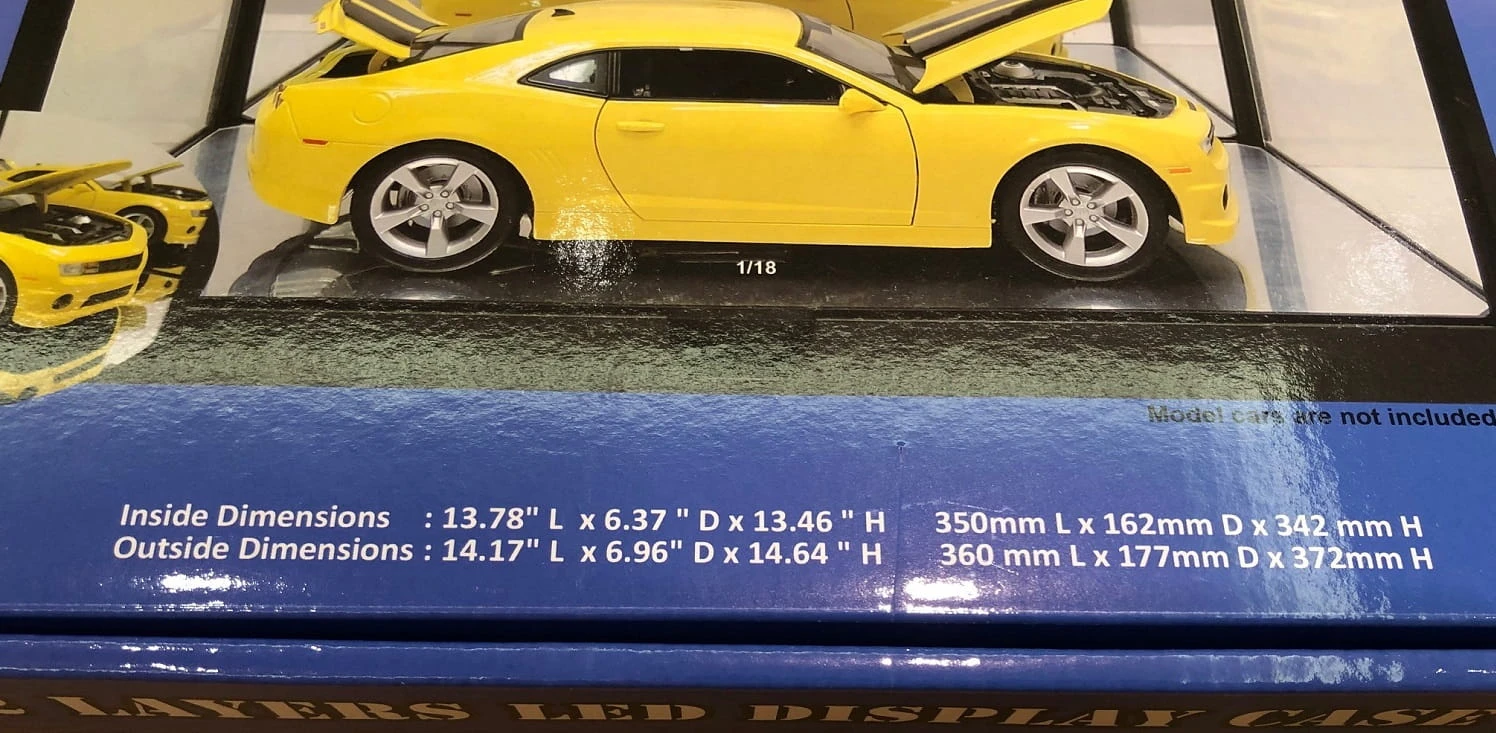 1/18
Model cars are not included
Inside Dimensions : 13.78" L x 6.37 " D x 13.46 " H 350mm L x 162mm D x 342 mm H
Outside Dimensions : 14.17" L x 6.96" D x 14.64 " H 360 mm L x 177mm D x 372mm H
LAYERS LED DISPLAY CASE